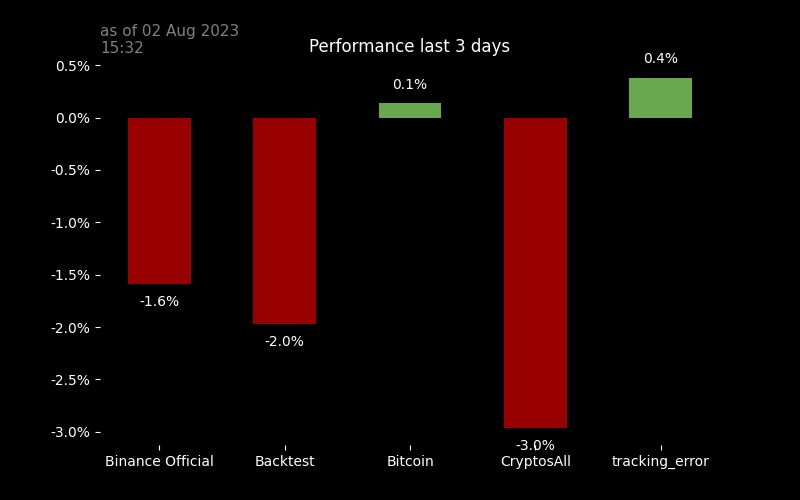 as of 02 Aug 2023
15:32
Performance last 3 days
0.5%
0.0%
-0.5%
-1.0%
-1.5%
-2.0%
-2.5%
-3.0%
-1.6%
-2.0%
0.1%
-3.0%
0.4%
Binance Official
Backtest
Bitcoin
CryptosAll
tracking_error